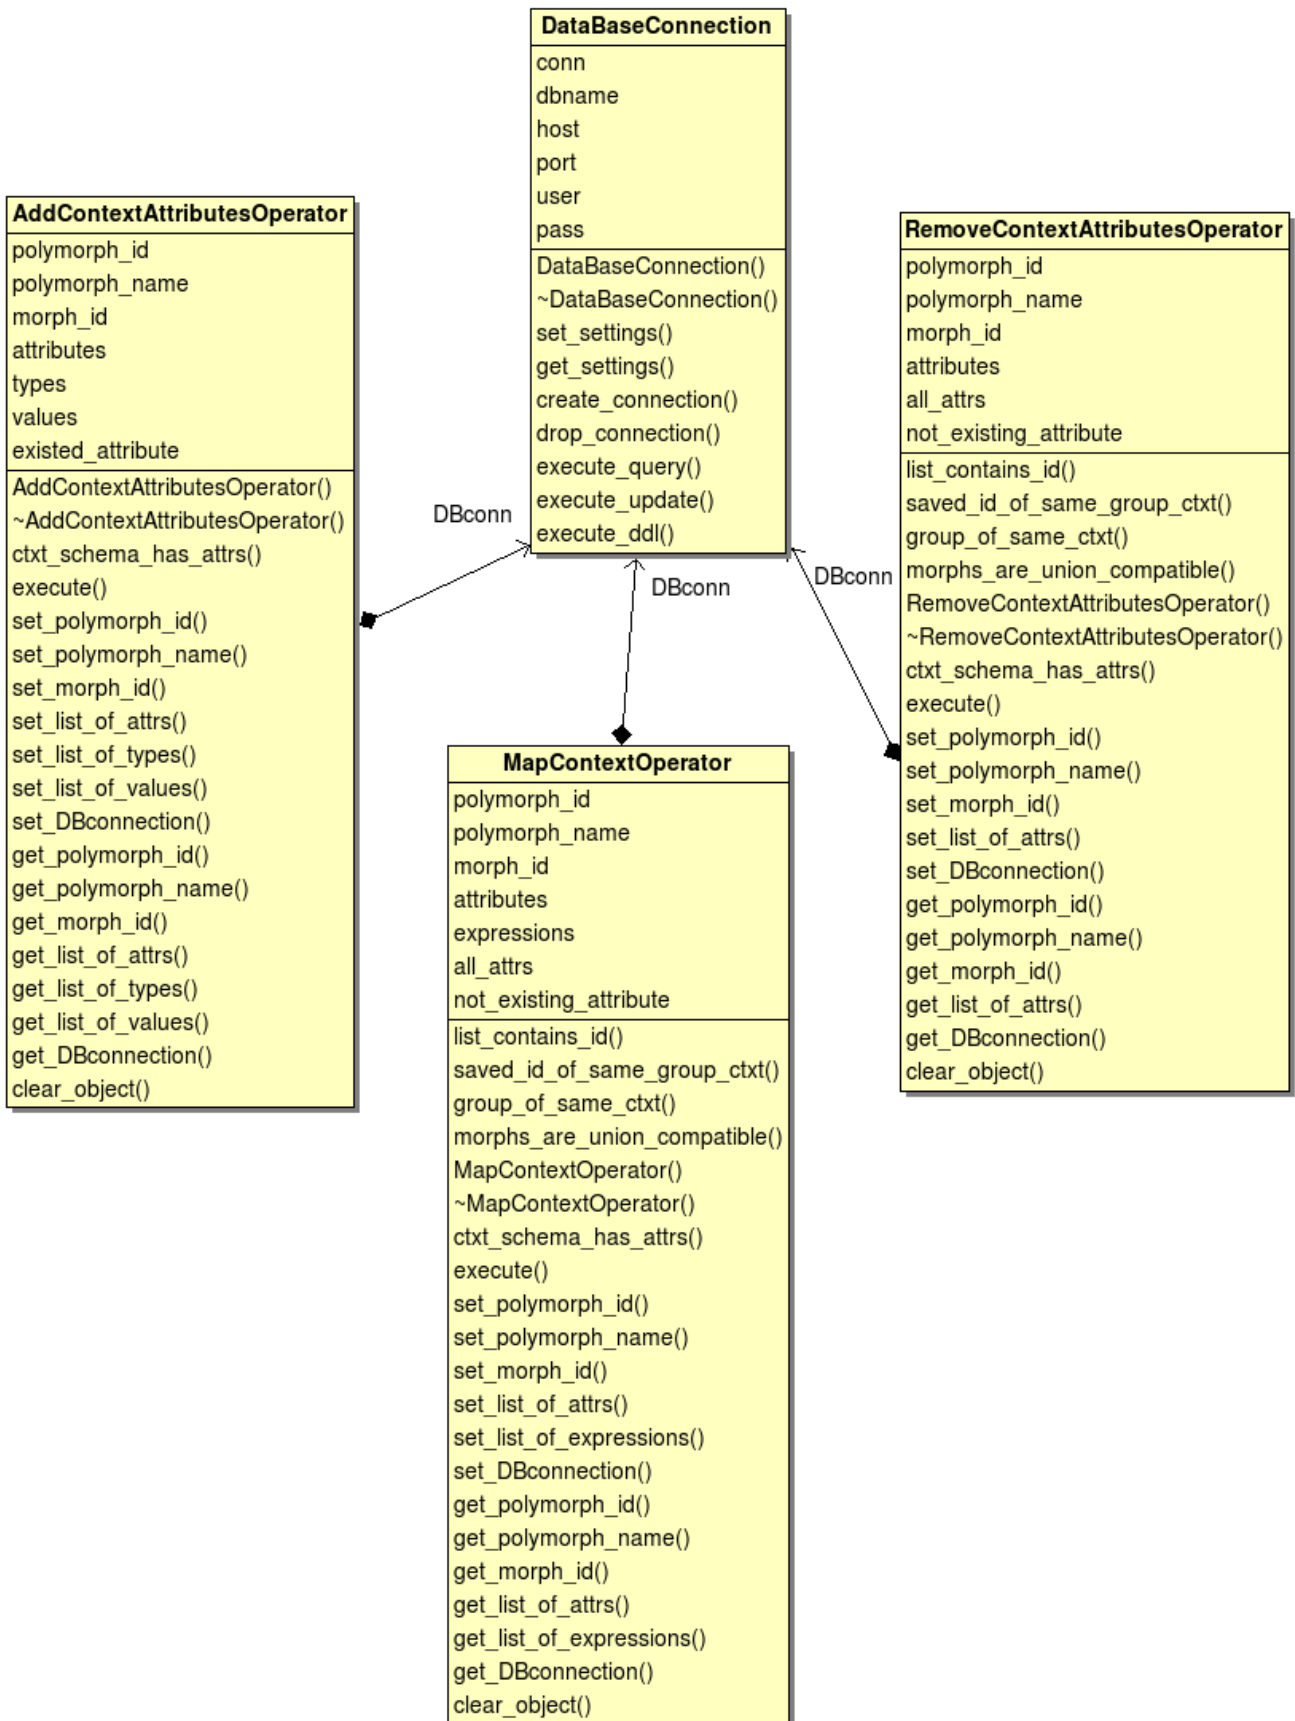 DataBaseConnection
conn
dbname
host
port
user
pass
DataBaseConnection()
~DataBaseConnection()
set_settings()
get_settings()
create_connection()
drop_connection()
execute_query()
execute_update()
execute_ddl()
AddContextAttributesOperator
polymorph_id
polymorph_name
morph_id
attributes
types
values
existed_attribute
AddContextAttributesOperator()
~AddContextAttributesOperator()
ctxt_schema_has_attrs()
execute()
set_polymorph_id()
set_polymorph_name()
set_morph_id()
set_list_of_attrs()
set_list_of_types()
set_list_of_values()
set_DBconnection()
get_polymorph_id()
get_polymorph_name()
get_morph_id()
get_list_of_attrs()
get_list_of_types()
get_list_of_values()
get_DBconnection()
clear_object()
DBconn
DBconn
DBconn
MapContextOperator
polymorph_id
polymorph_name
morph_id
attributes
expressions
all_attrs
not_existing_attribute
list_contains_id()
saved_id_of_same_group_ctxt()
group_of_same_ctxt()
morphs_are_union_compatible()
MapContextOperator()
~MapContextOperator()
ctxt_schema_has_attrs()
execute()
set_polymorph_id()
set_polymorph_name()
set_morph_id()
set_list_of_attrs()
set_list_of_expressions()
set_DBconnection()
get_polymorph_id()
get_polymorph_name()
get_morph_id()
get_list_of_attrs()
get_list_of_expressions()
get_DBconnection()
clear_object()
RemoveContextAttributesOperator
polymorph_id
polymorph_name
morph_id
attributes
all_attrs
not_existing_attribute
list_contains_id()
saved_id_of_same_group_ctxt()
group_of_same_ctxt()
morphs_are_union_compatible()
RemoveContextAttributesOperator()
~RemoveContextAttributesOperator()
ctxt_schema_has_attrs()
execute()
set_polymorph_id()
set_polymorph_name()
set_morph_id()
set_list_of_attrs()
set_DBconnection()
get_polymorph_id()
get_polymorph_name()
get_morph_id()
get_list_of_attrs()
get_DBconnection()
clear_object()